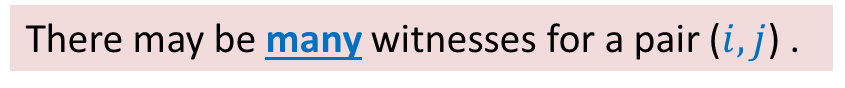 There may be many witnesses for a pair (i, j) .